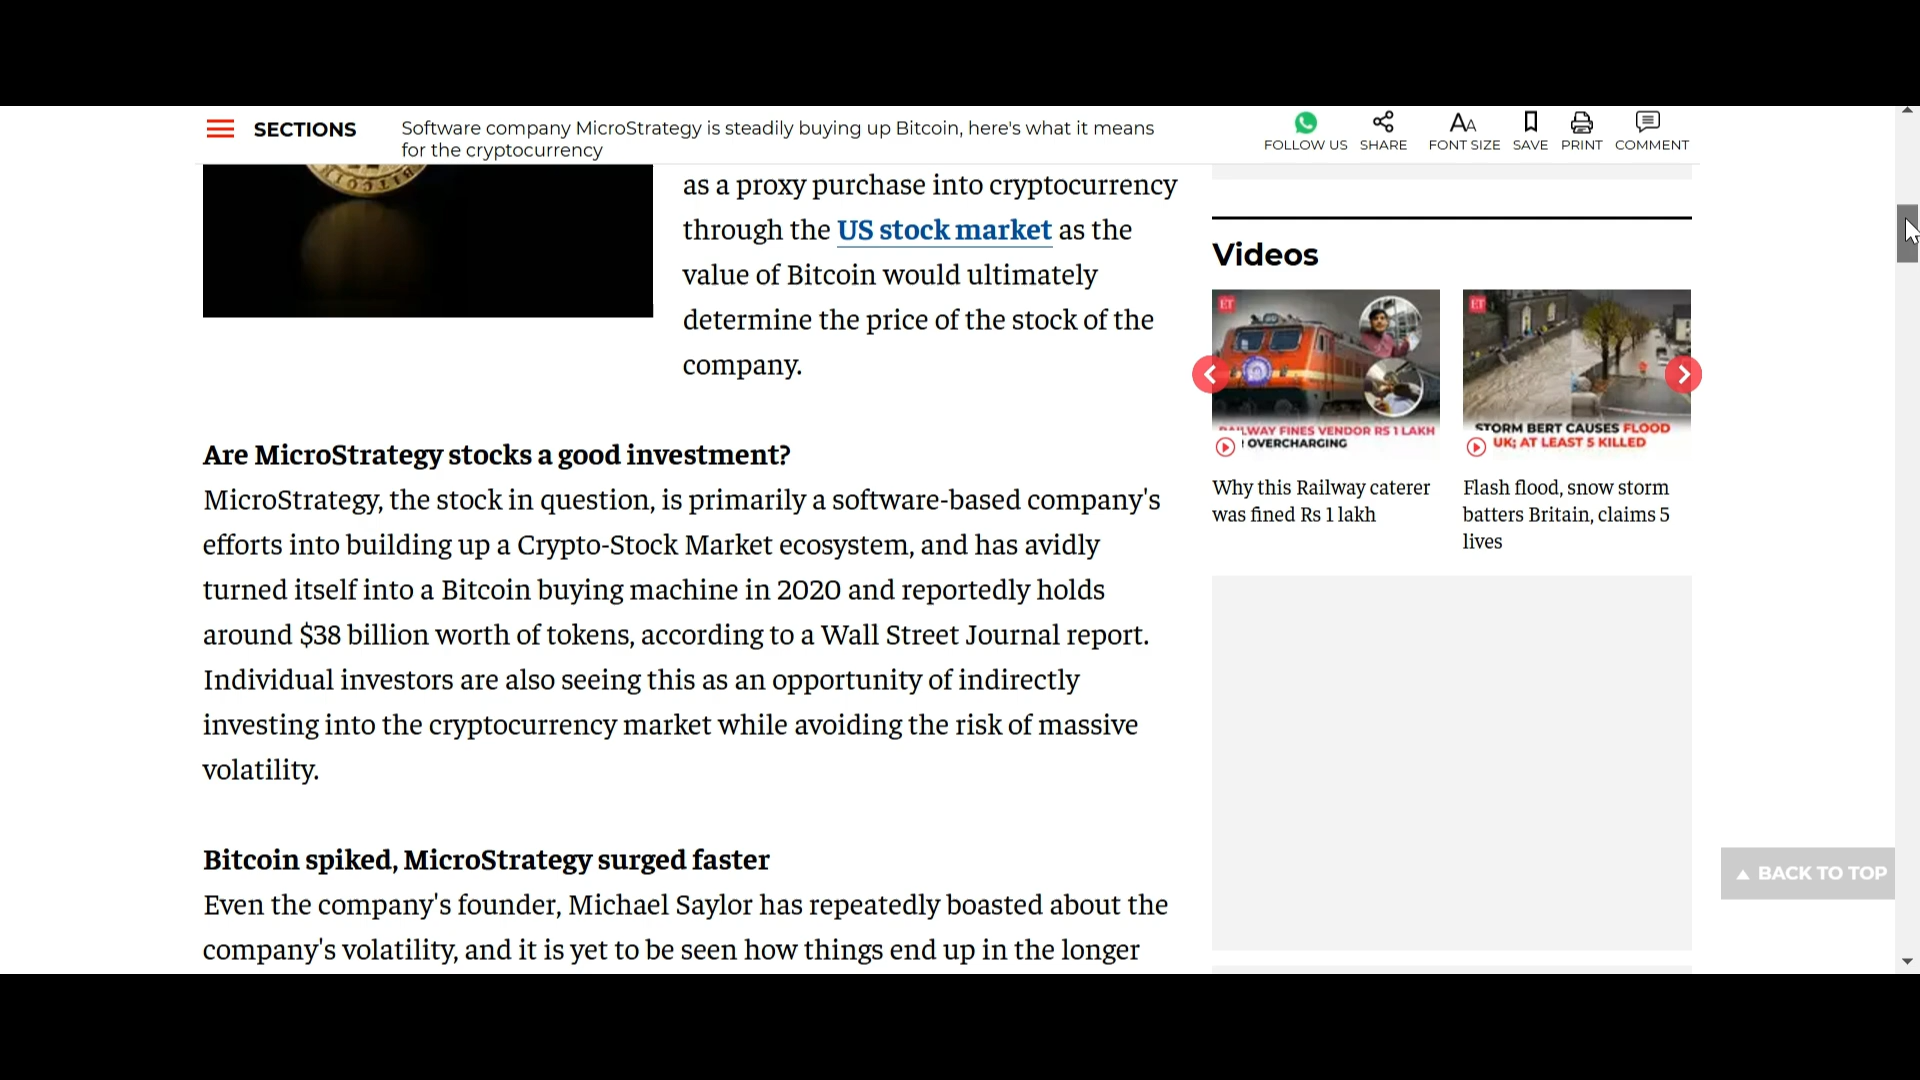 SECTIONS
Software company MicroStrategy is steadily buying up Bitcoin, here's what it means
for the cryptocurrency
FOLLOW US
SHARE
FONT SIZE
SAVE
PRINT
COMMENT
as a proxy purchase into cryptocurrency
through the US stock market as the
value of Bitcoin would ultimately
determine the price of the stock of the
company.
Are MicroStrategy stocks a good investment?
MicroStrategy, the stock in question, is primarily a software-based company's
efforts into building up a Crypto-Stock Market ecosystem, and has avidly
turned itself into a Bitcoin buying machine in 2020 and reportedly holds
around $38 billion worth of tokens, according to a Wall Street Journal report.
Individual investors are also seeing this as an opportunity of indirectly
investing into the cryptocurrency market while avoiding the risk of massive
volatility.
Bitcoin spiked, MicroStrategy surged faster
Even the company's founder, Michael Saylor has repeatedly boasted about the
company's volatility, and it is yet to be seen how things end up in the longer
Videos
ET
RAILWAY FINES VENDOR RS 1 LAKH
OVERCHARGING
Why this Railway caterer
was fined Rs 1 lakh
ET
STORM BERT CAUSES FLOOD
UK; AT LEAST 5 KILLED
Flash flood, snow storm
batters Britain, claims 5
lives
BACK TO TOP